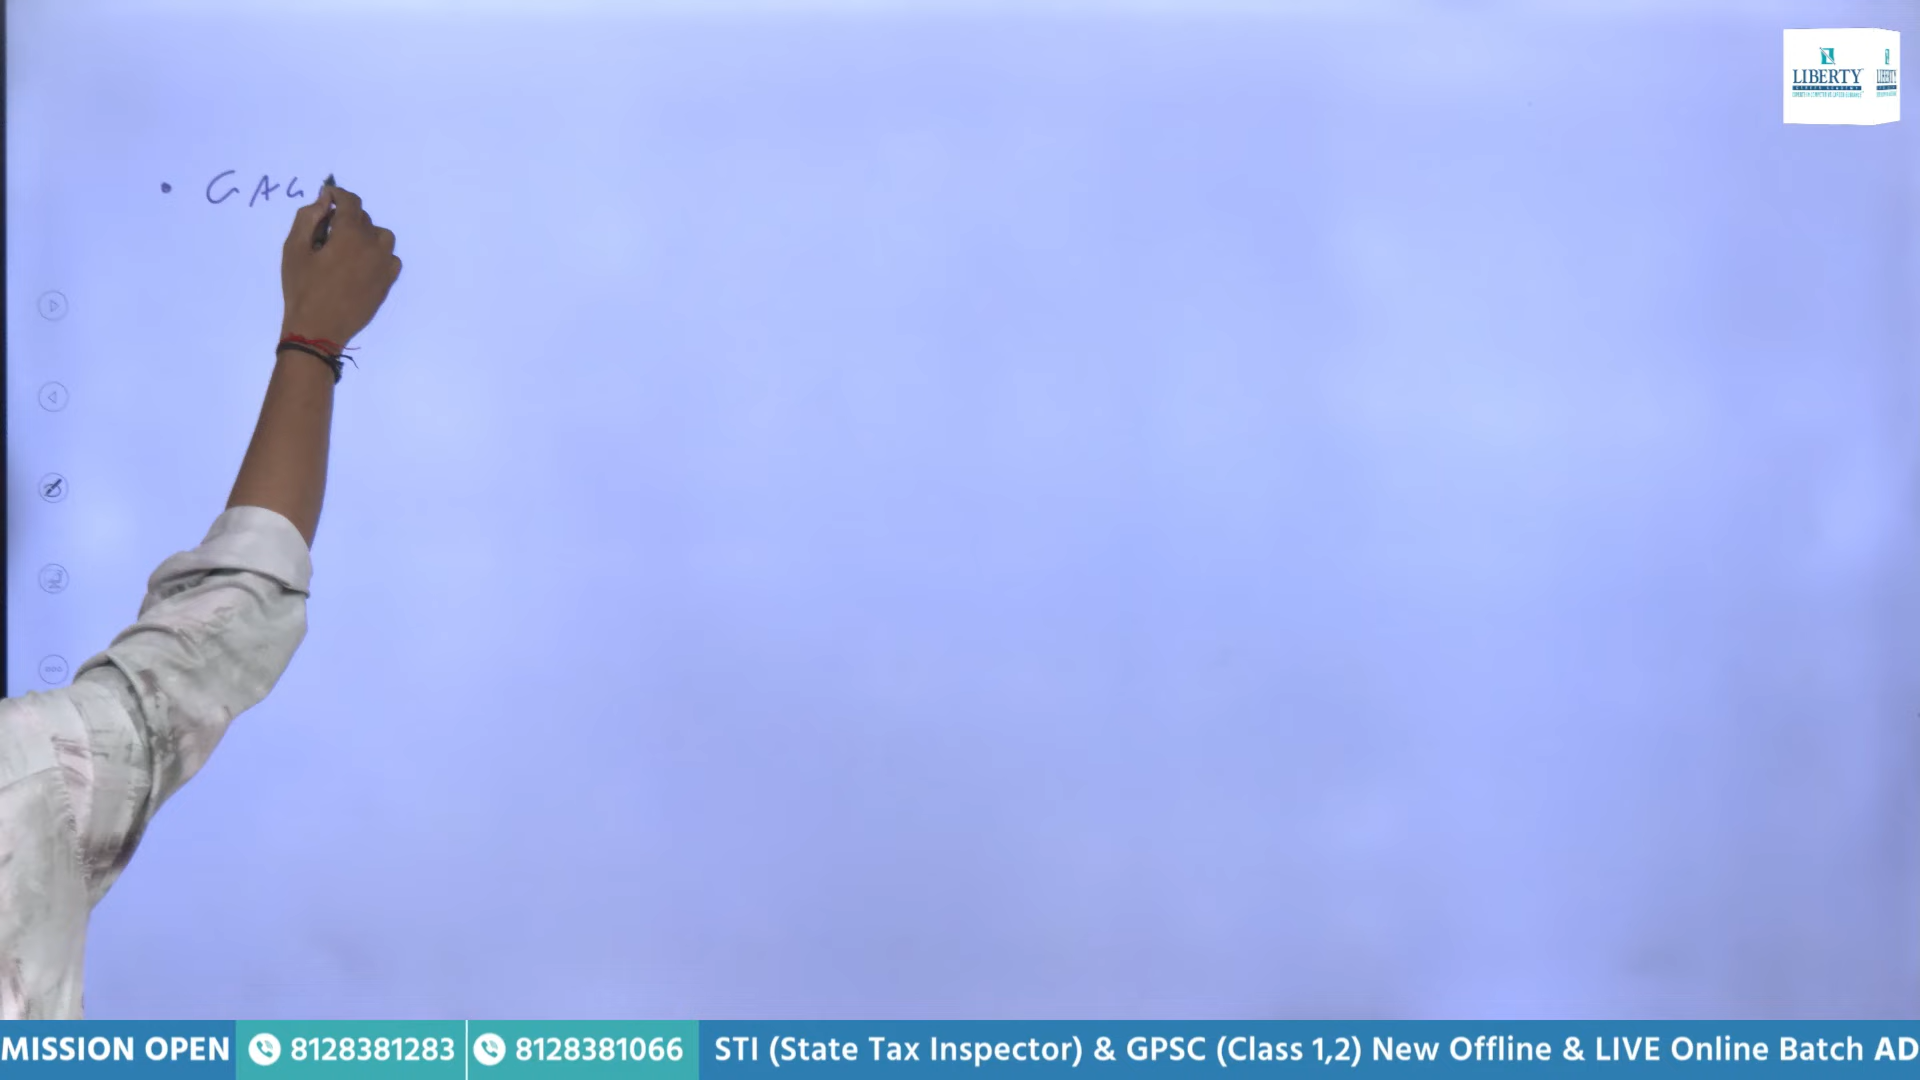 LIBERTY
• GAG
MISSION OPEN 8128381283 8128381066 STI (State Tax Inspector) & GPSC (Class 1,2) New Offline & LIVE Online Batch AD